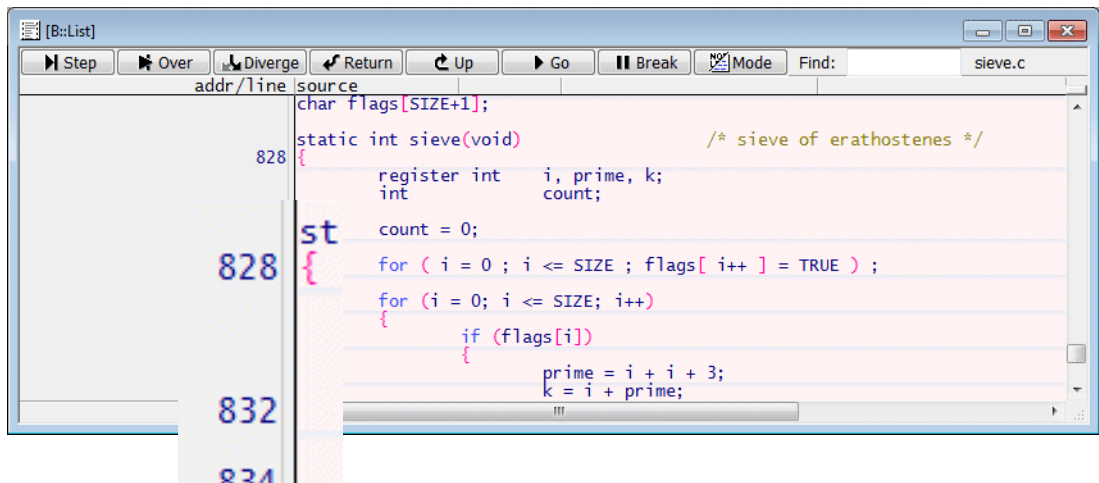 [B::List]
Step Over Diverge Return Up Go Break Mode Find: sieve.c
addr/line source
char flags[SIZE+1];
static int sieve(void) /* sieve of erathostenes */
828 {
register int i, prime, k;
int count;
count = 0;
for ( i = 0 ; i <= SIZE ; flags[ i++ ] = TRUE ) ;
for (i = 0; i <= SIZE; i++)
{
if (flags[i])
{
prime = i + i + 3;
k = i + prime;
st
828 {
832
834